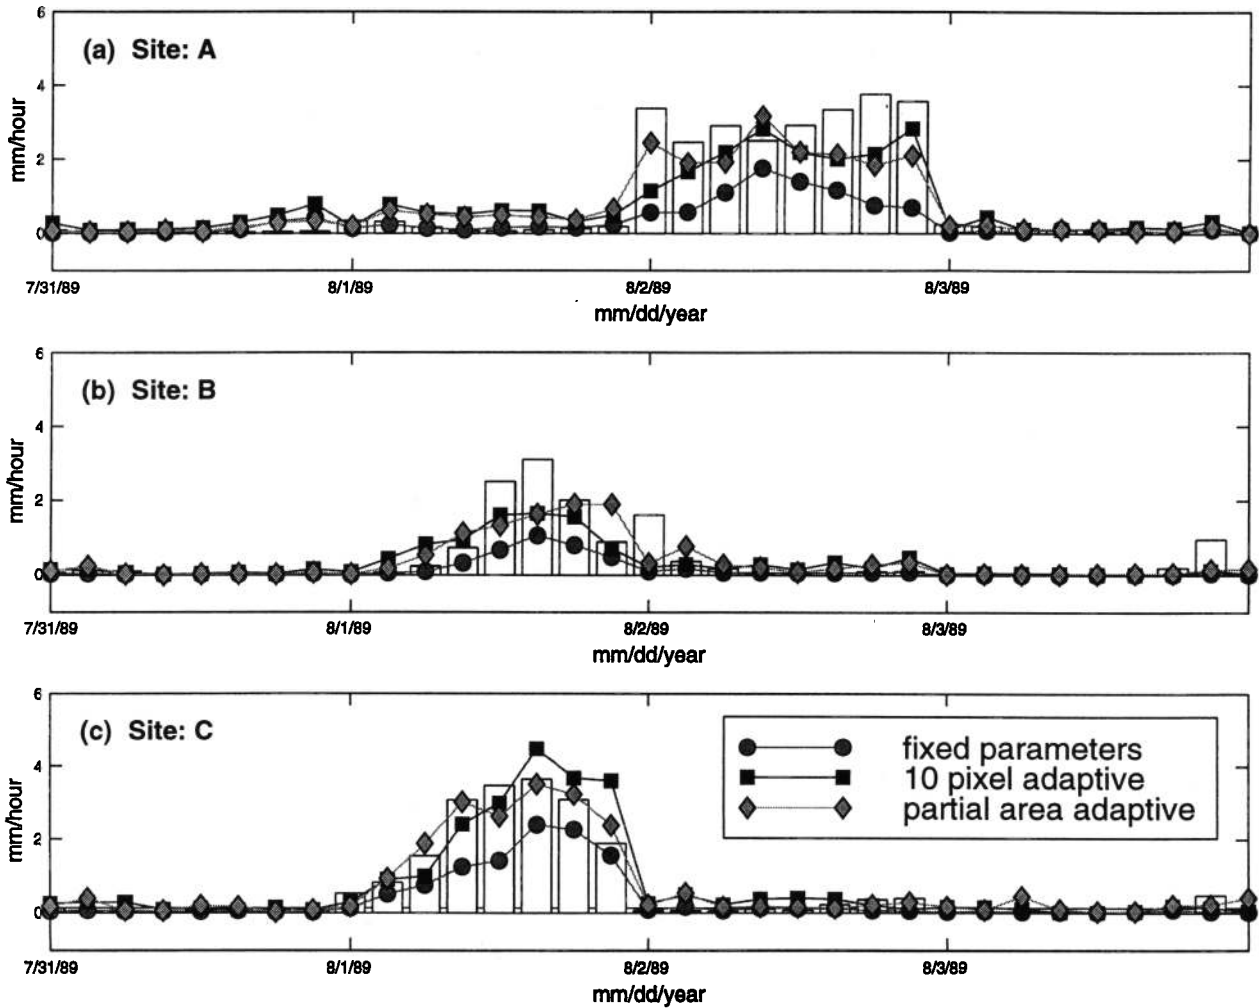 6
(a) Site: A
4
mm/hour
2
0
7/31/89 8/1/89 8/2/89 8/3/89
mm/dd/year
6
(b) Site: B
4
mm/hour
2
0
7/31/89 8/1/89 8/2/89 8/3/89
mm/dd/year
6
(c) Site: C
fixed parameters
10 pixel adaptive
partial area adaptive
4
mm/hour
2
0
7/31/89 8/1/89 8/2/89 8/3/89
mm/dd/year